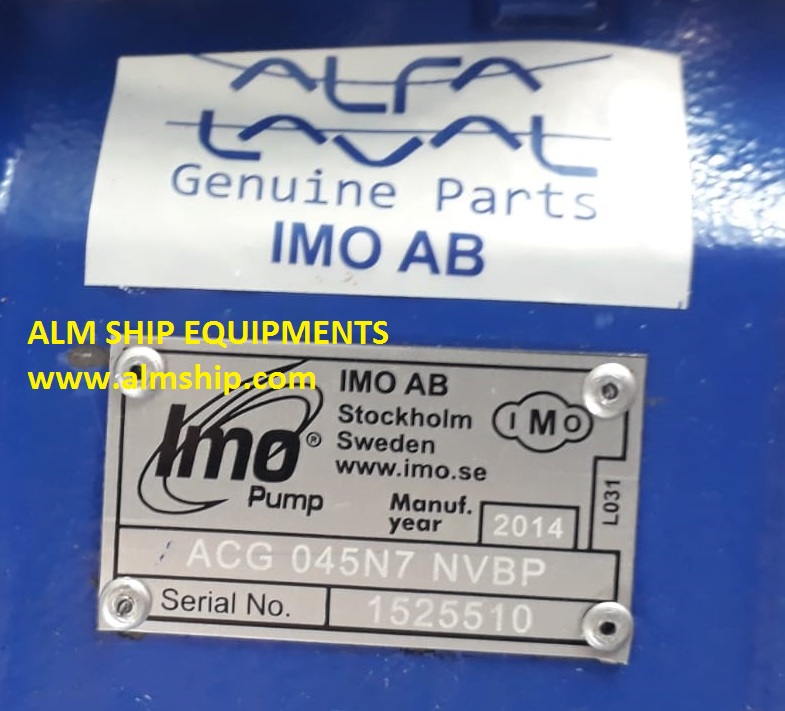 ALFA
LAVAL
Genuine Parts
IMO AB
ALM SHIP EQUIPMENTS
www.almship.com
Imo®
Pump
IMO AB
Stockholm
Sweden
www.imo.se
IMO
Manuf.
year
2014
L031
ACG 045N7 NVBP
Serial No.
1525510